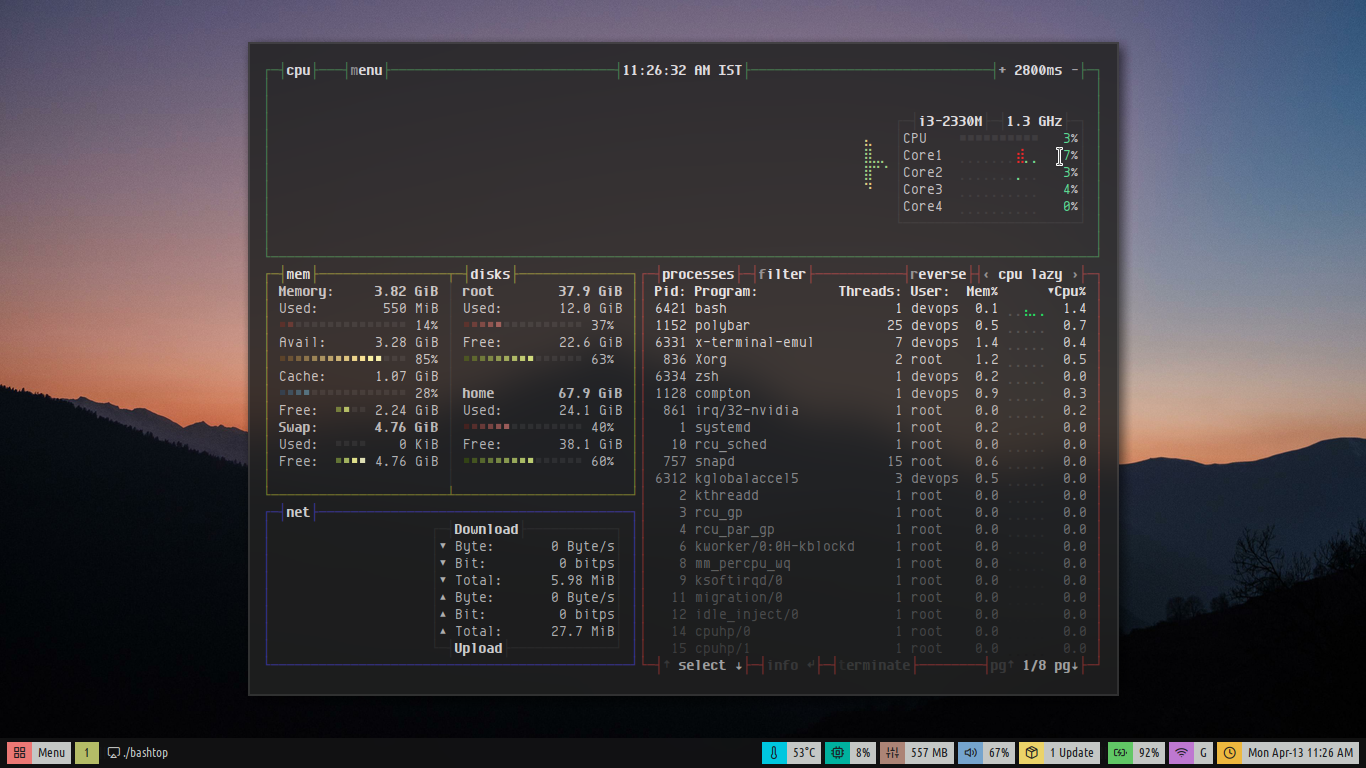 cpu menu 11:26:32 AM IST + 2800ms -
i3-2330M 1.3 GHz
CPU 3%
Core1 7%
Core2 3%
Core3 4%
Core4 0%
mem
Memory: 3.82 GiB
Used: 550 MiB
14%
Avail: 3.28 GiB
85%
Cache: 1.07 GiB
28%
Free: 2.24 GiB
Swap: 4.76 GiB
Used: 0 KiB
Free: 4.76 GiB
disks
root 37.9 GiB
Used: 12.0 GiB
37%
Free: 22.6 GiB
63%
home 67.9 GiB
Used: 24.1 GiB
40%
Free: 38.1 GiB
60%
net
Download
▼ Byte: 0 Byte/s
▼ Bit: 0 bitps
▼ Total: 5.98 MiB
▲ Byte: 0 Byte/s
▲ Bit: 0 bitps
▲ Total: 27.7 MiB
Upload
processes filter reverse ‹ cpu lazy ›
Pid: Program: Threads: User: Mem% ▼Cpu%
6421 bash 1 devops 0.1 1.4
1152 polybar 25 devops 0.5 0.7
6331 x-terminal-emul 7 devops 1.4 0.4
836 Xorg 2 root 1.2 0.5
6334 zsh 1 devops 0.2 0.0
1128 compton 1 devops 0.9 0.3
861 irq/32-nvidia 1 root 0.0 0.2
1 systemd 1 root 0.2 0.0
10 rcu_sched 1 root 0.0 0.0
757 snapd 15 root 0.6 0.0
6312 kglobalaccel5 3 devops 0.5 0.0
2 kthreadd 1 root 0.0 0.0
3 rcu_gp 1 root 0.0 0.0
4 rcu_par_gp 1 root 0.0 0.0
6 kworker/0:0H-kblockd 1 root 0.0 0.0
8 mm_percpu_wq 1 root 0.0 0.0
9 ksoftirqd/0 1 root 0.0 0.0
11 migration/0 1 root 0.0 0.0
12 idle_inject/0 1 root 0.0 0.0
14 cpuhp/0 1 root 0.0 0.0
15 cpuhp/1 1 root 0.0 0.0
↑ select ↓ info ↲ terminate pg↑ 1/8 pg↓
Menu 1 ./bashtop 53°C 8% 557 MB 67% 1 Update 92% G Mon Apr-13 11:26 AM